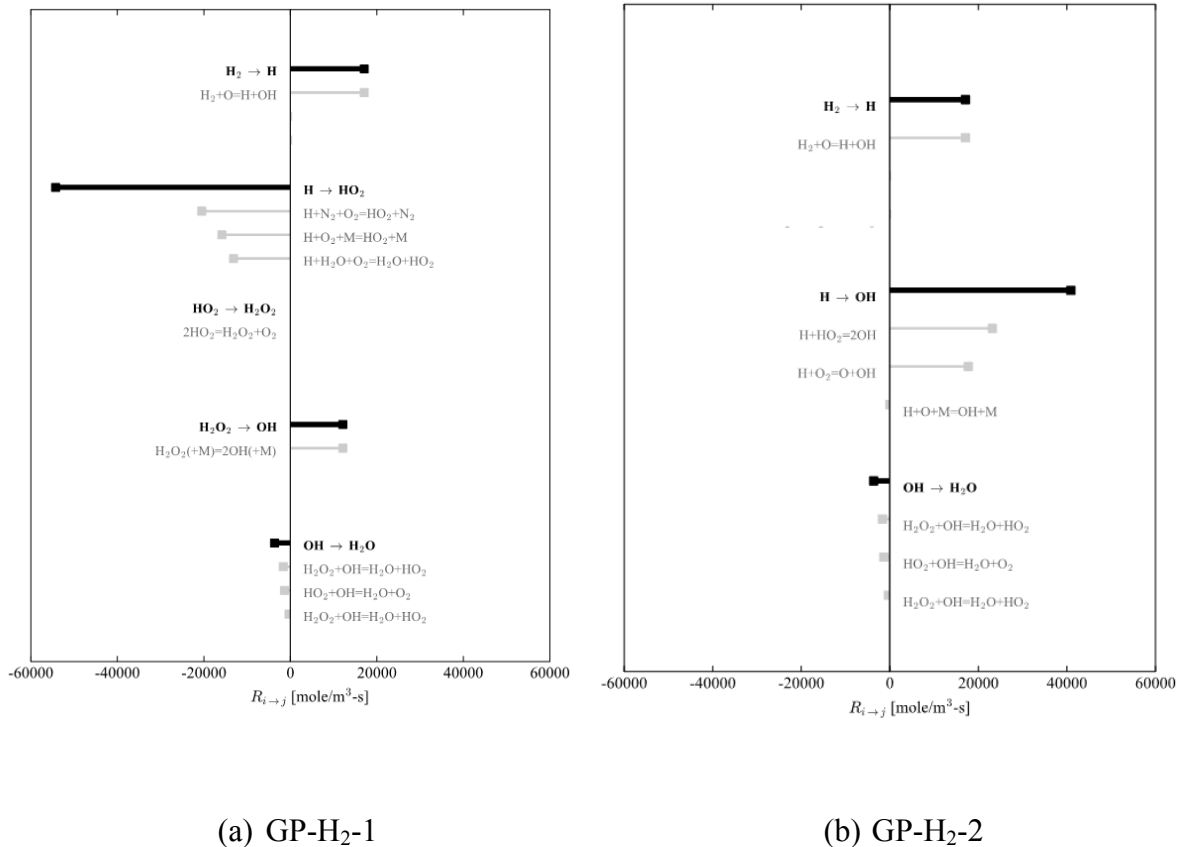 H₂ → H
H₂+O=H+OH
H → HO₂
H+N₂+O₂=HO₂+N₂
H+O₂+M=HO₂+M
H+H₂O+O₂=H₂O+HO₂
HO₂ → H₂O₂
2HO₂=H₂O₂+O₂
H₂O₂ → OH
H₂O₂(+M)=2OH(+M)
OH → H₂O
H₂O₂+OH=H₂O+HO₂
HO₂+OH=H₂O+O₂
H₂O₂+OH=H₂O+HO₂
-60000 -40000 -20000 0 20000 40000 60000
R i→j [mole/m³-s]
(a) GP-H₂-1
H₂ → H
H₂+O=H+OH
H → OH
H+HO₂=2OH
H+O₂=O+OH
H+O+M=OH+M
OH → H₂O
H₂O₂+OH=H₂O+HO₂
HO₂+OH=H₂O+O₂
H₂O₂+OH=H₂O+HO₂
-60000 -40000 -20000 0 20000 40000 60000
R i→j [mole/m³-s]
(b) GP-H₂-2